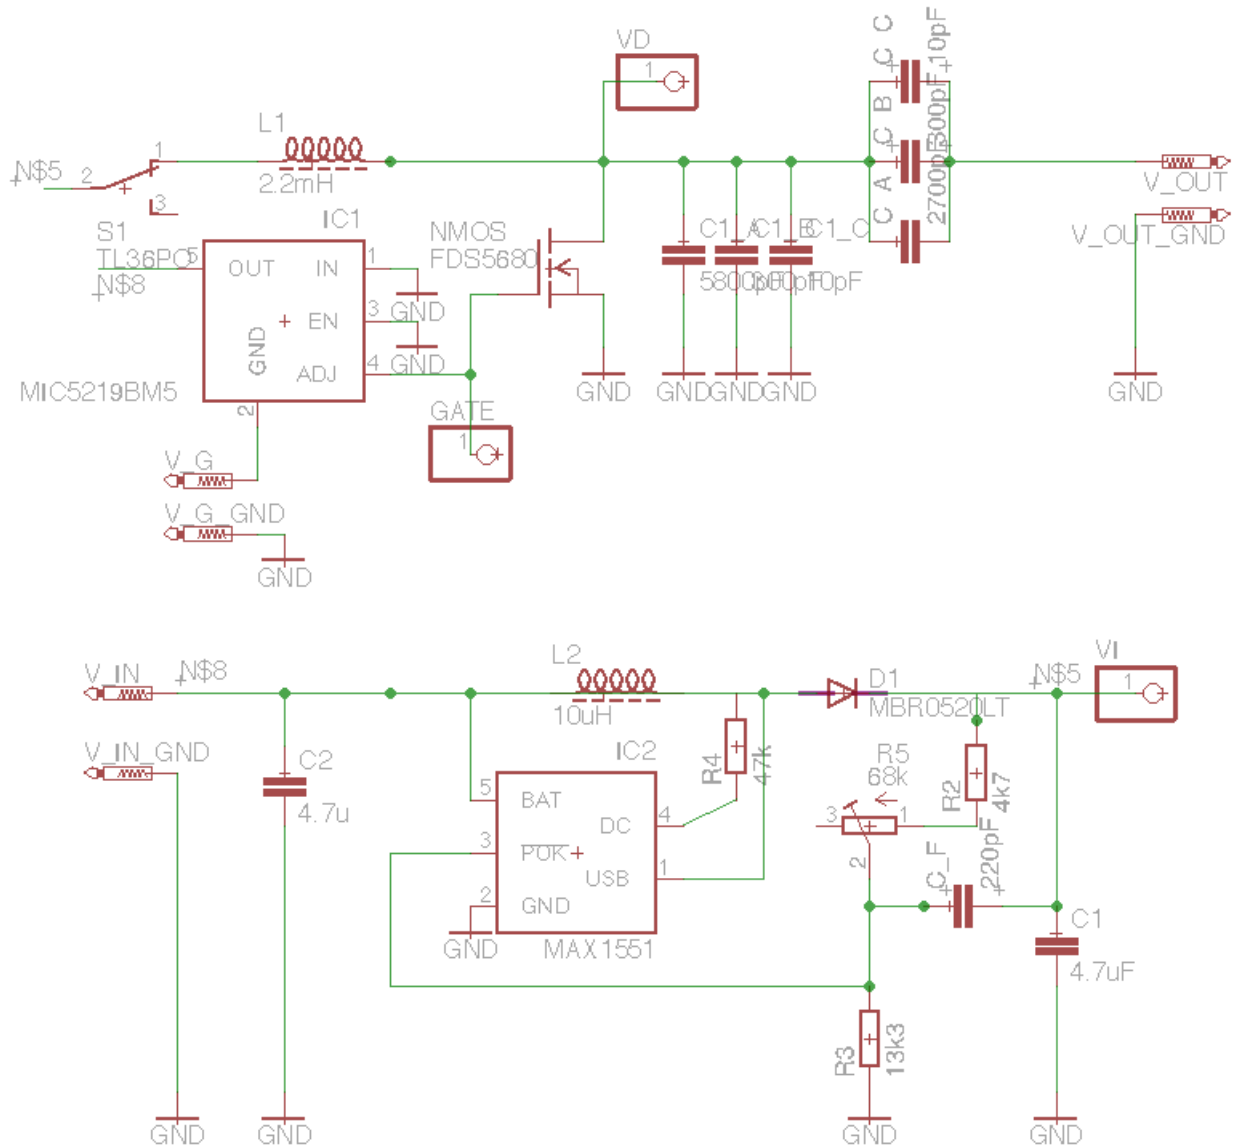 VD
1
C C
10pF
C B
300pF
C A
2700pF
L1
2.2mH
N$5
2
1
3
S1
TL36PO
N$8
V_OUT
V_OUT_GND
IC1
5
OUT
IN
1
GND
EN
3
GND
ADJ
4
GND
2
MIC5219BM5
NMOS
FDS5680
C1_A
5800pF
C1_B
300pF
C1_C
10pF
GND
GND
GND
GND
GND
GATE
1
V_G
V_G_GND
GND
V_IN
N$8
V_IN_GND
L2
10uH
D1
MBR0520LT
N$5
VI
1
C2
4.7u
IC2
5
BAT
3
POK
2
GND
GND
DC
4
USB
1
MAX1551
R4
47k
R5
68k
3
1
2
R2
4k7
C_F
220pF
C1
4.7uF
R3
13k3
GND
GND
GND
GND